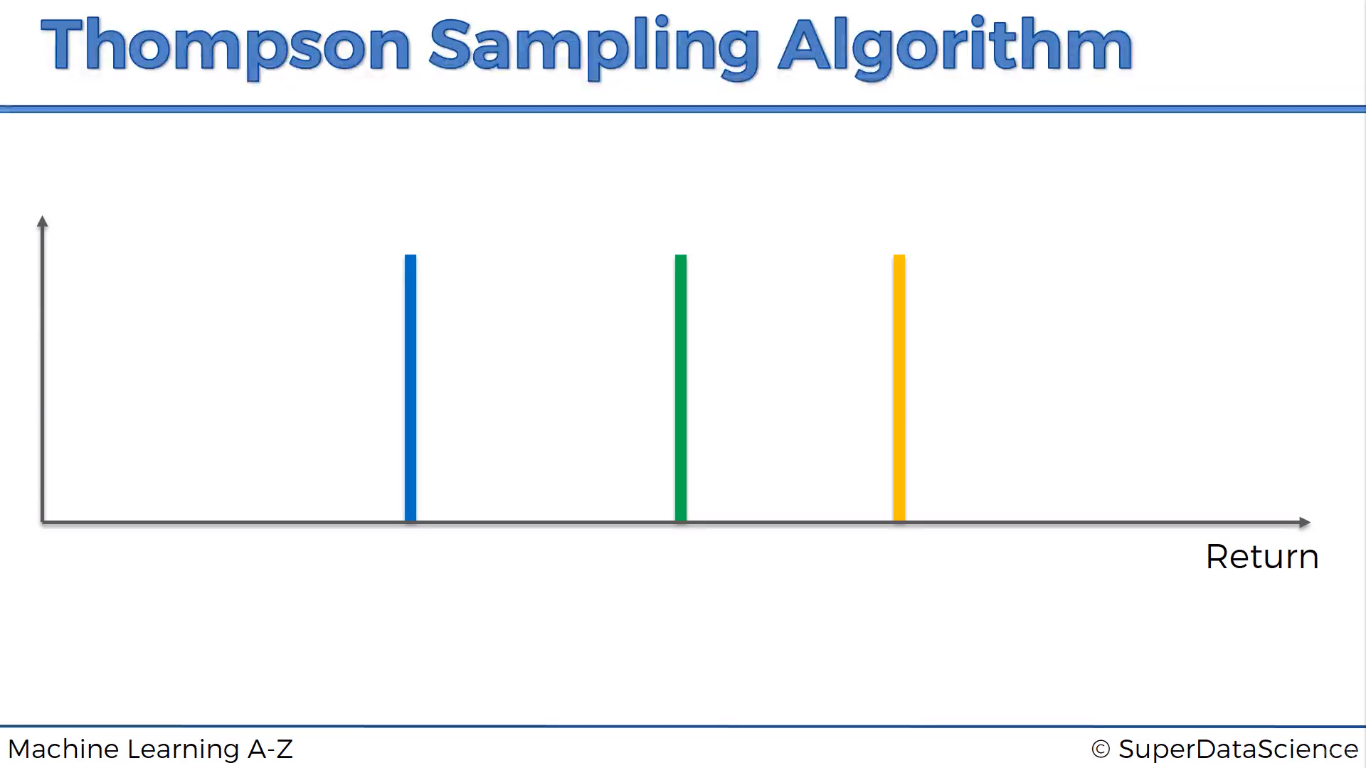 Thompson Sampling Algorithm
Return
Machine Learning A-Z
© SuperDataScience